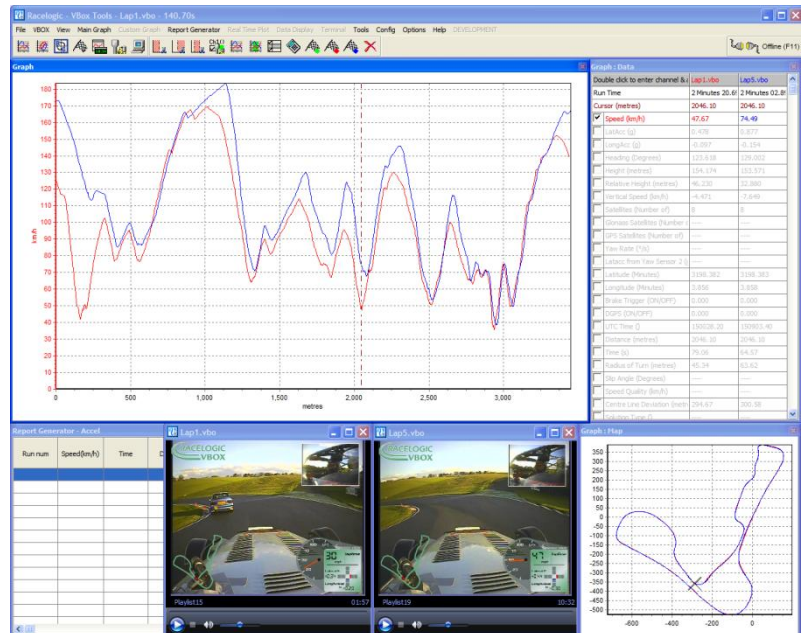 Racelogic - VBox Tools - Lap1.vbo - 140.70s
File VBOX View Main Graph Custom Graph Report Generator Real Time Plot Data Display Terminal Tools Config Options Help DEVELOPMENT
Offline (F11)
Graph
180
170
160
150
140
130
120
110
100
90
80
70
60
50
40
30
20
10
0
km/h
0 500 1,000 1,500 2,000 2,500 3,000
metres
Graph : Data
Double click to enter channel & Lap1.vbo Lap5.vbo
Run Time 2 Minutes 20.69 2 Minutes 02.89
Cursor (metres) 2046.10 2046.10
Speed (km/h) 47.67 74.49
LatAcc (g) 0.478 0.877
LongAcc (g) -0.154
Heading (Degrees) 123.618 129.002
Height (metres) 154.174 153.571
Relative Height (metres) 46.230 32.880
Vertical Speed (km/h) -4.471 -7.648
Satellites (Number of) 8 8
Glonass Satellites (Number
GPS Satellites (Number of) --- ---
Yaw Rate (°/s) --- ---
Latacc from Yaw Sensor 2 --- ---
Latitude (Minutes) 3198.382 3198.383
Longitude (Minutes) 3.858 3.858
Brake Trigger (ON/OFF) 0.000 0.000
DGPS (ON/OFF) 0.000 0.000
UTC Time () 150028.20 150903.40
Distance (metres) 2046.10 2046.10
Time (s) 79.06 64.57
Radius of Turn (metres) 45.34 63.62
Slip Angle (Degrees) --- ---
Speed Quality (km/h) --- ---
Centre Line Deviation (metr 294.67 300.58
Solution Time () --- ---
Report Generator - Accel
Run num Speed(km/h) Time D
Lap1.vbo
RACELOGIC
VBOX
30
Playlist15 01:57
Lap5.vbo
RACELOGIC
VBOX
47
Playlist19 10:32
Graph : Map
350
300
250
200
150
100
50
0
-50
-100
-150
-200
-250
-300
-350
-400
-450
-500
-600 -400 -200 0